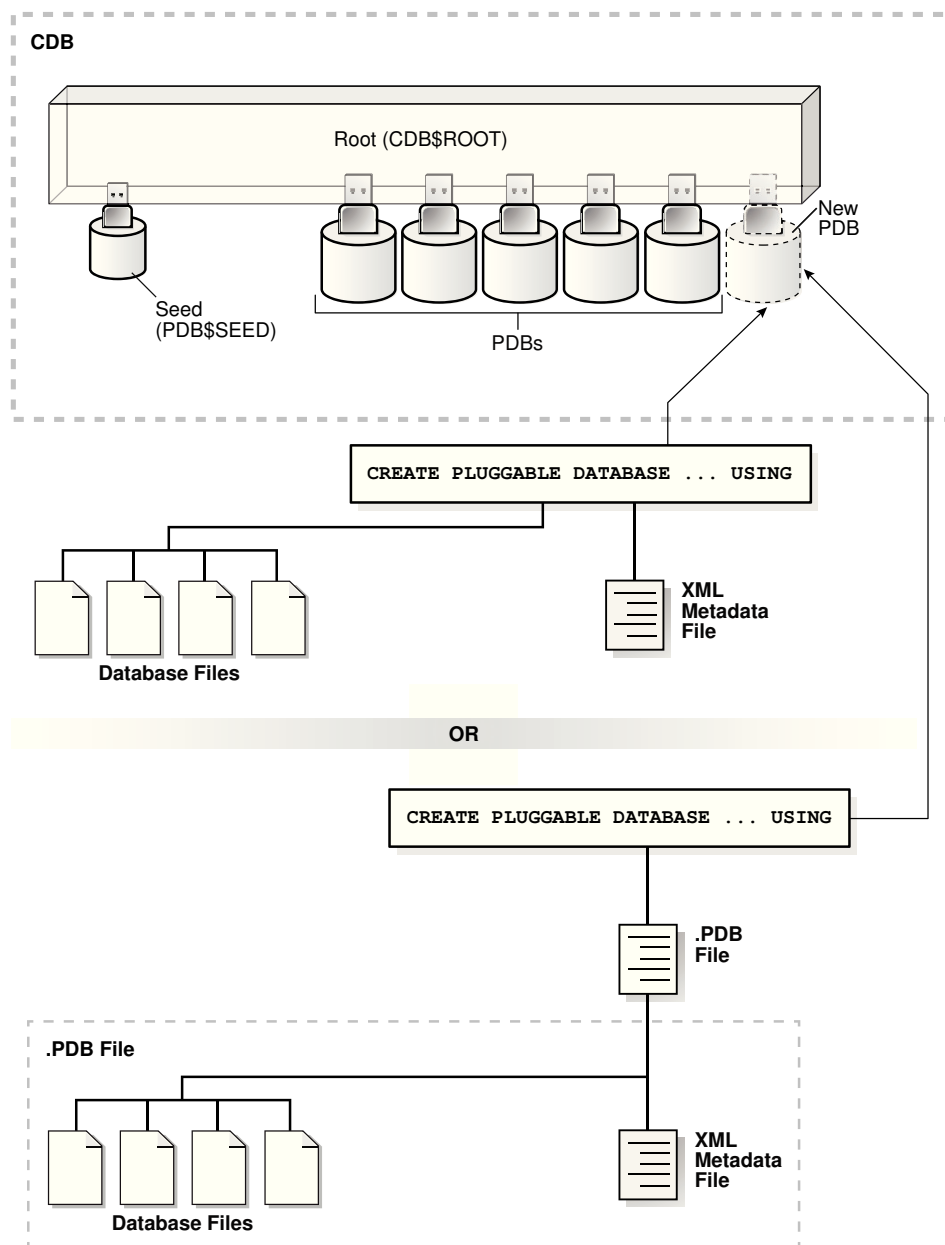 CDB
Root (CDB$ROOT)
New
PDB
Seed
(PDB$SEED)
PDBs
CREATE PLUGGABLE DATABASE ... USING
XML
Metadata
File
Database Files
OR
CREATE PLUGGABLE DATABASE ... USING
.PDB
File
.PDB File
XML
Metadata
File
Database Files